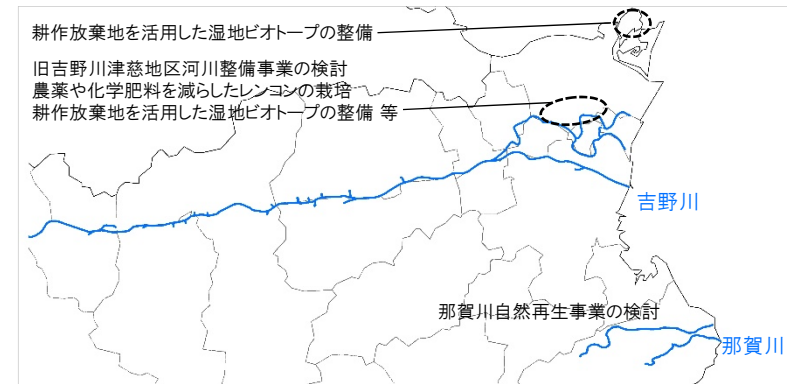 耕作放棄地を活用した湿地ビオトープの整備
旧吉野川津慈地区河川整備事業の検討
農薬や化学肥料を減らしたレンコンの栽培
耕作放棄地を活用した湿地ビオトープの整備 等
吉野川
那賀川自然再生事業の検討
那賀川